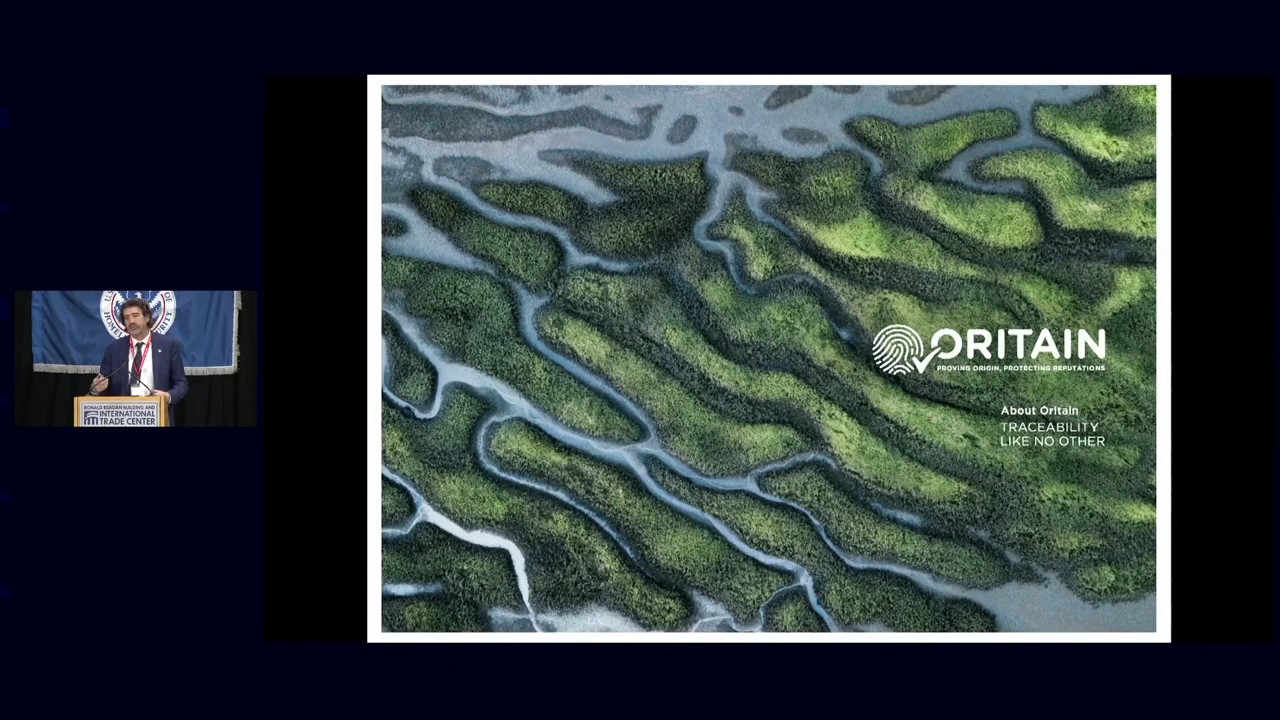 ORITAIN
PROVING ORIGIN, PROTECTING REPUTATIONS
About Oritain
TRACEABILITY
LIKE NO OTHER
RONALD REAGAN BUILDING AND
INTERNATIONAL
TRADE CENTER